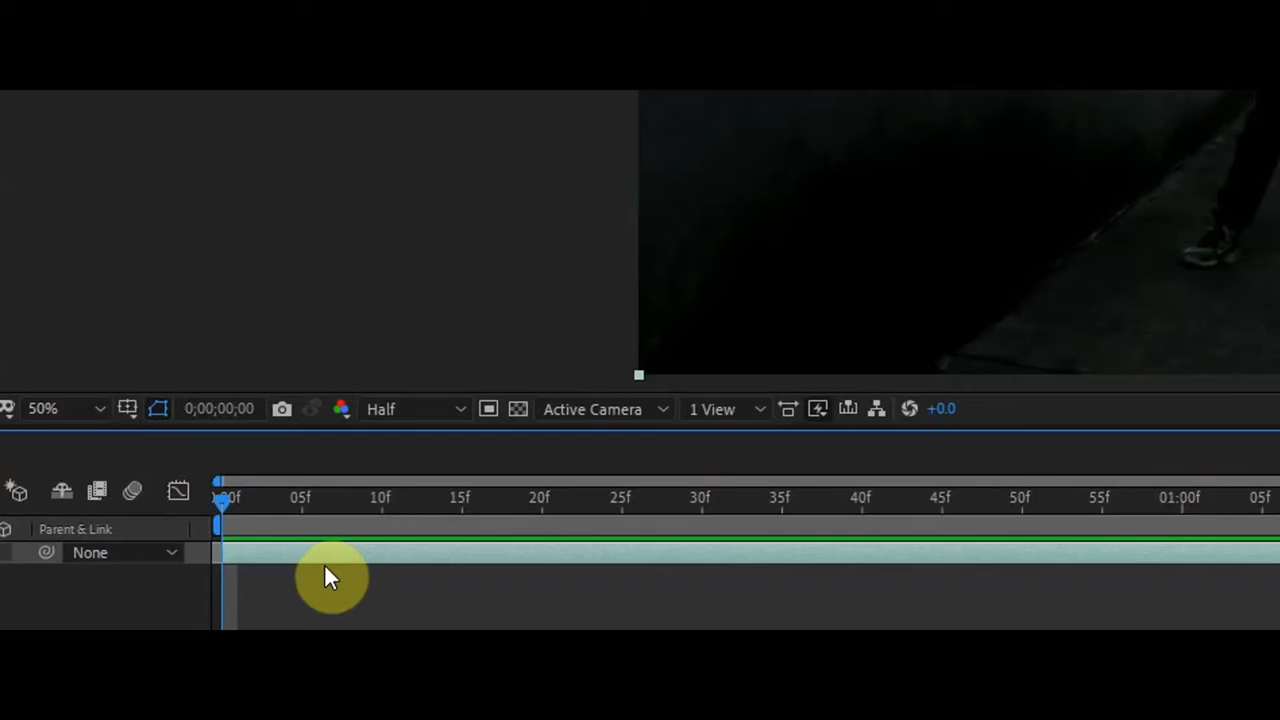 50% 0;00;00;00 Half Active Camera 1 View +0.0
:00f 05f 10f 15f 20f 25f 30f 35f 40f 45f 50f 55f 01:00f 05f
Parent & Link
None